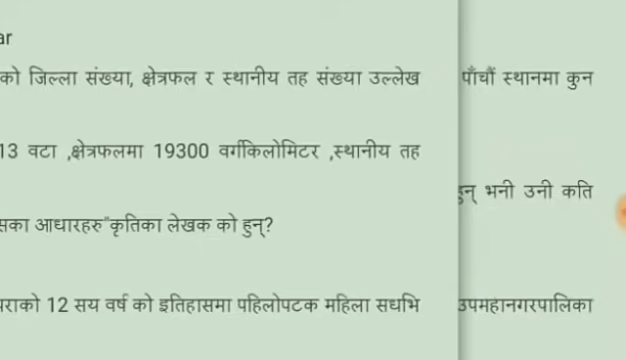 ar
को जिल्ला संख्या, क्षेत्रफल र स्थानीय तह संख्या उल्लेख
पाँचौं स्थानमा कुन
13 वटा ,क्षेत्रफलमा 19300 वर्गकिलोमिटर ,स्थानीय तह
हुन् भनी उनी कति
सका आधारहरु"कृतिका लेखक को हुन्?
पराको 12 सय वर्ष को इतिहासमा पहिलोपटक महिला सधभि
उपमहानगरपालिका